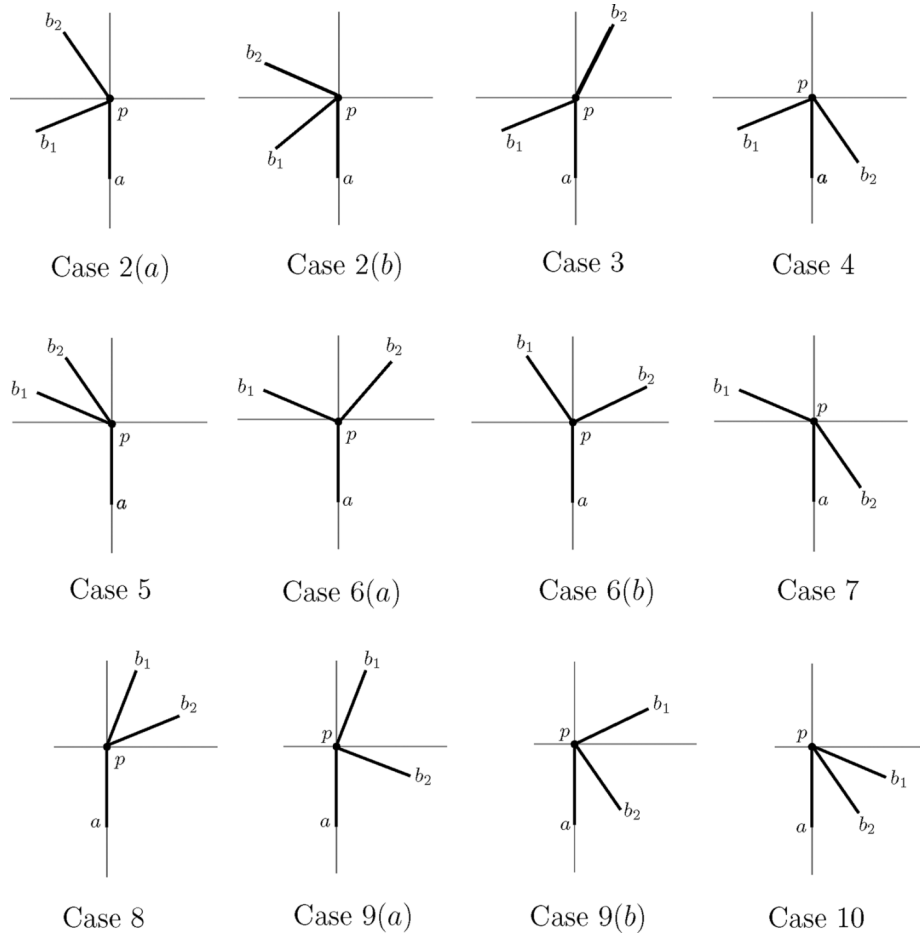 b₂ b₂ b₂ p
p p p b₁
b₁ b₁ b₁ b₂
a a a a
Case 2(a) Case 2(b) Case 3 Case 4
b₂ b₂ b₁ b₂
b₁ b₁ b₁ p
p p p b₂
a a a a
Case 5 Case 6(a) Case 6(b) Case 7
b₁ b₁ b₁ p
b₂ p p b₁
p b₂ b₂ b₂
a a a a
Case 8 Case 9(a) Case 9(b) Case 10